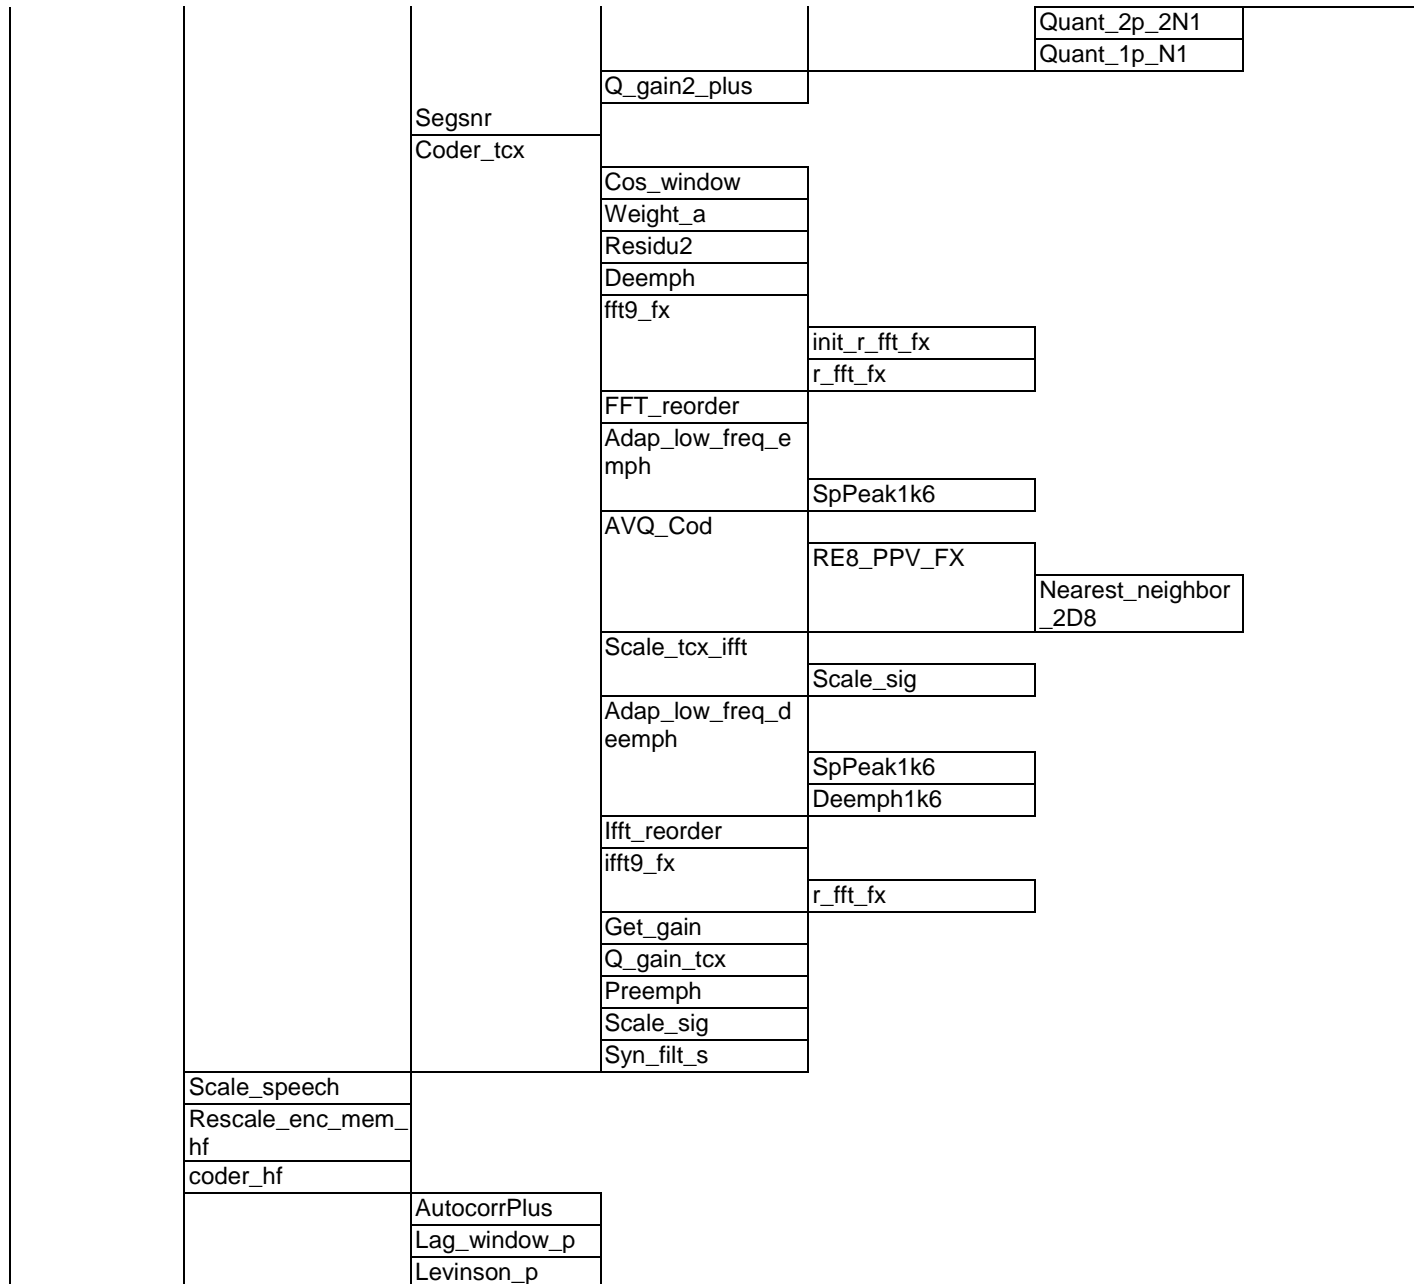 Quant_2p_2N1
Quant_1p_N1
Q_gain2_plus
Segsnr
Coder_tcx
Cos_window
Weight_a
Residu2
Deemph
fft9_fx
init_r_fft_fx
r_fft_fx
FFT_reorder
Adap_low_freq_e
mph
SpPeak1k6
AVQ_Cod
RE8_PPV_FX
Nearest_neighbor
_2D8
Scale_tcx_ifft
Scale_sig
Adap_low_freq_d
eemph
SpPeak1k6
Deemph1k6
Ifft_reorder
ifft9_fx
r_fft_fx
Get_gain
Q_gain_tcx
Preemph
Scale_sig
Syn_filt_s
Scale_speech
Rescale_enc_mem_
hf
coder_hf
AutocorrPlus
Lag_window_p
Levinson_p